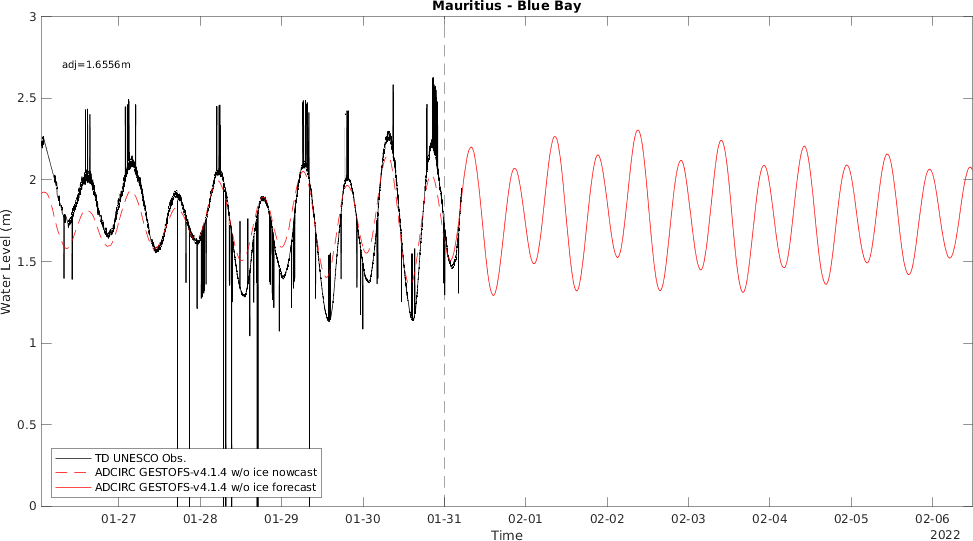 Mauritius - Blue Bay
adj=1.6556m
3
2.5
2
1.5
1
0.5
0
Water Level (m)
TD UNESCO Obs.
ADCIRC GESTOFS-v4.1.4 w/o ice nowcast
ADCIRC GESTOFS-v4.1.4 w/o ice forecast
01-27 01-28 01-29 01-30 01-31 02-01 02-02 02-03 02-04 02-05 02-06
2022
Time